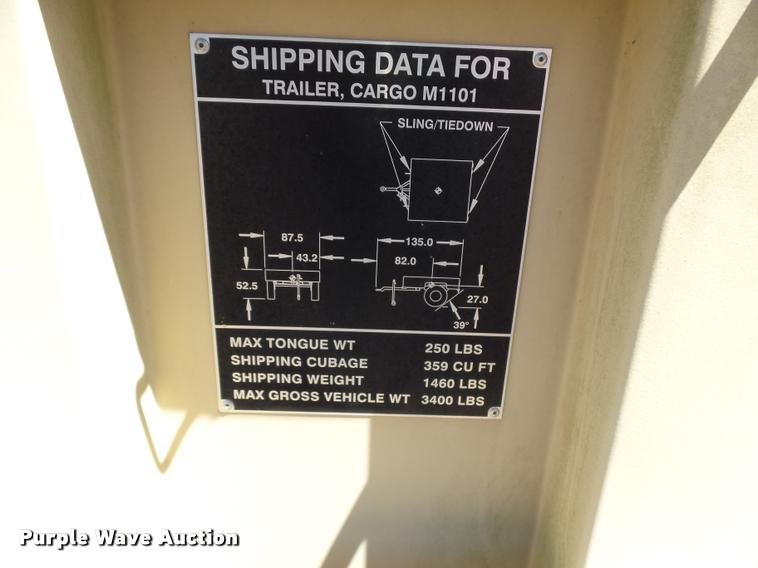 SHIPPING DATA FOR
TRAILER, CARGO M1101
SLING/TIEDOWN
87.5
135.0
43.2
82.0
52.5
27.0
39°
MAX TONGUE WT 250 LBS
SHIPPING CUBAGE 359 CU FT
SHIPPING WEIGHT 1460 LBS
MAX GROSS VEHICLE WT 3400 LBS
Purple Wave Auction